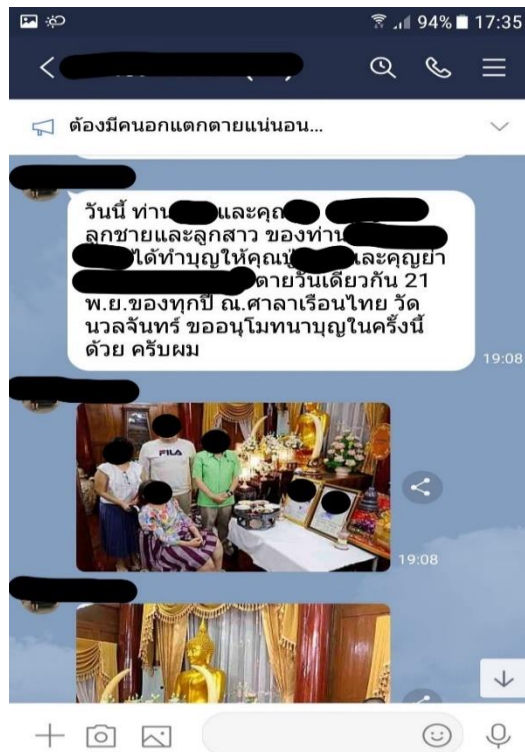 94% 17:35
ต้องมีคนอกแตกตายแน่นอน...
วันนี้ ท่าน และคุณ
ลูกชายและลูกสาว ของท่าน
ได้ทำบุญให้คุณปู่ และคุณย่า
ตายวันเดียวกัน 21
พ.ย.ของทุกปี ณ.ศาลาเรือนไทย วัด
นวลจันทร์ ขออนุโมทนาบุญในครั้งนี้
ด้วย ครับผม
19:08
FILA
19:08